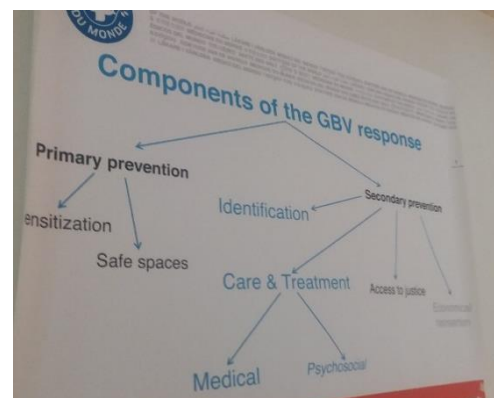 DU MONDE
Components of the GBV response
Primary prevention
Secondary prevention
ensitization
Safe spaces
Identification
Care & Treatment
Access to justice
Medical
Psychosocial